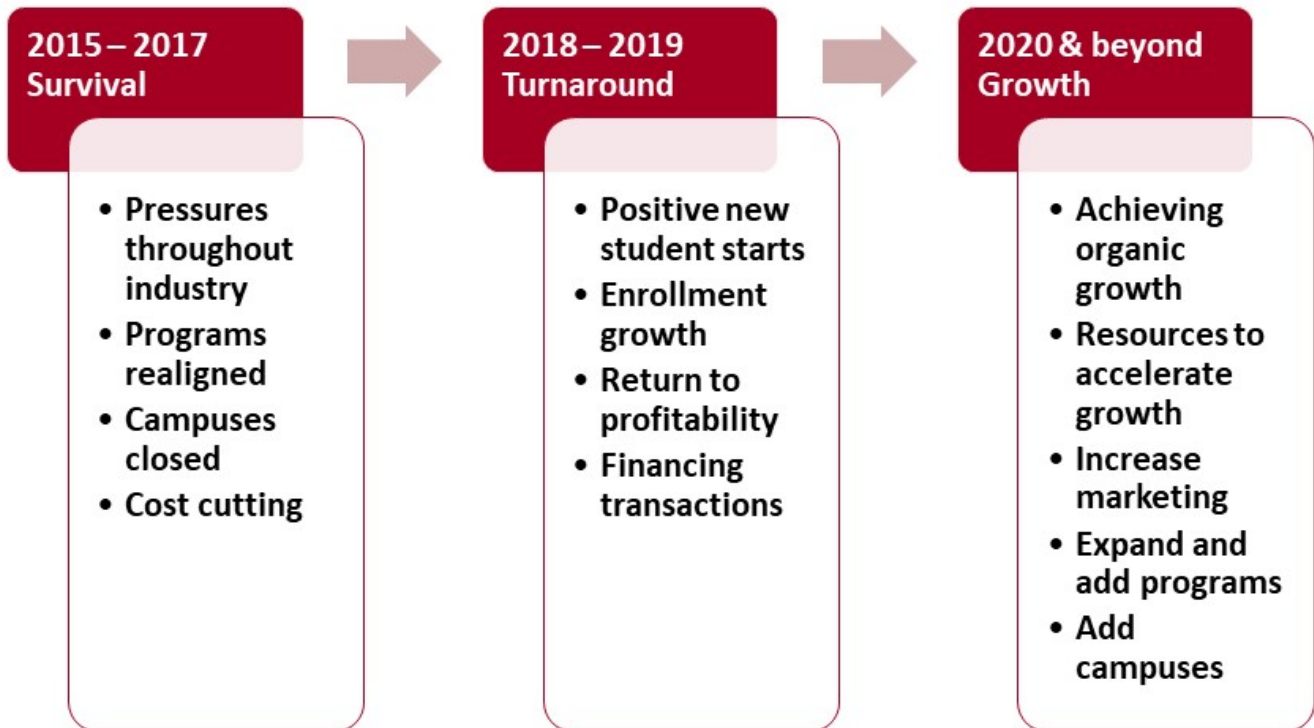 2015 – 2017
Survival
• Pressures
throughout
industry
• Programs
realigned
• Campuses
closed
• Cost cutting
2018 – 2019
Turnaround
• Positive new
student starts
• Enrollment
growth
• Return to
profitability
• Financing
transactions
2020 & beyond
Growth
• Achieving
organic
growth
• Resources to
accelerate
growth
• Increase
marketing
• Expand and
add programs
• Add
campuses